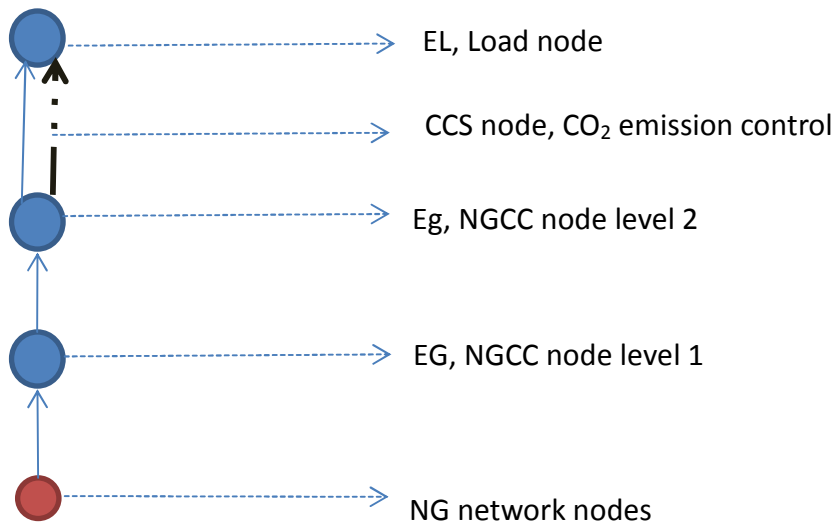 EL, Load node
CCS node, CO₂ emission control
Eg, NGCC node level 2
EG, NGCC node level 1
NG network nodes